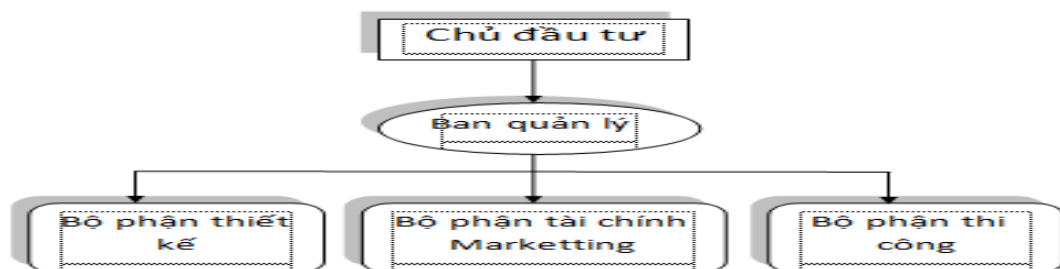 Chủ đầu tư
Ban quản lý
Bộ phận thiết
kế
Bộ phận tài chính
Marketting
Bộ phận thi
công